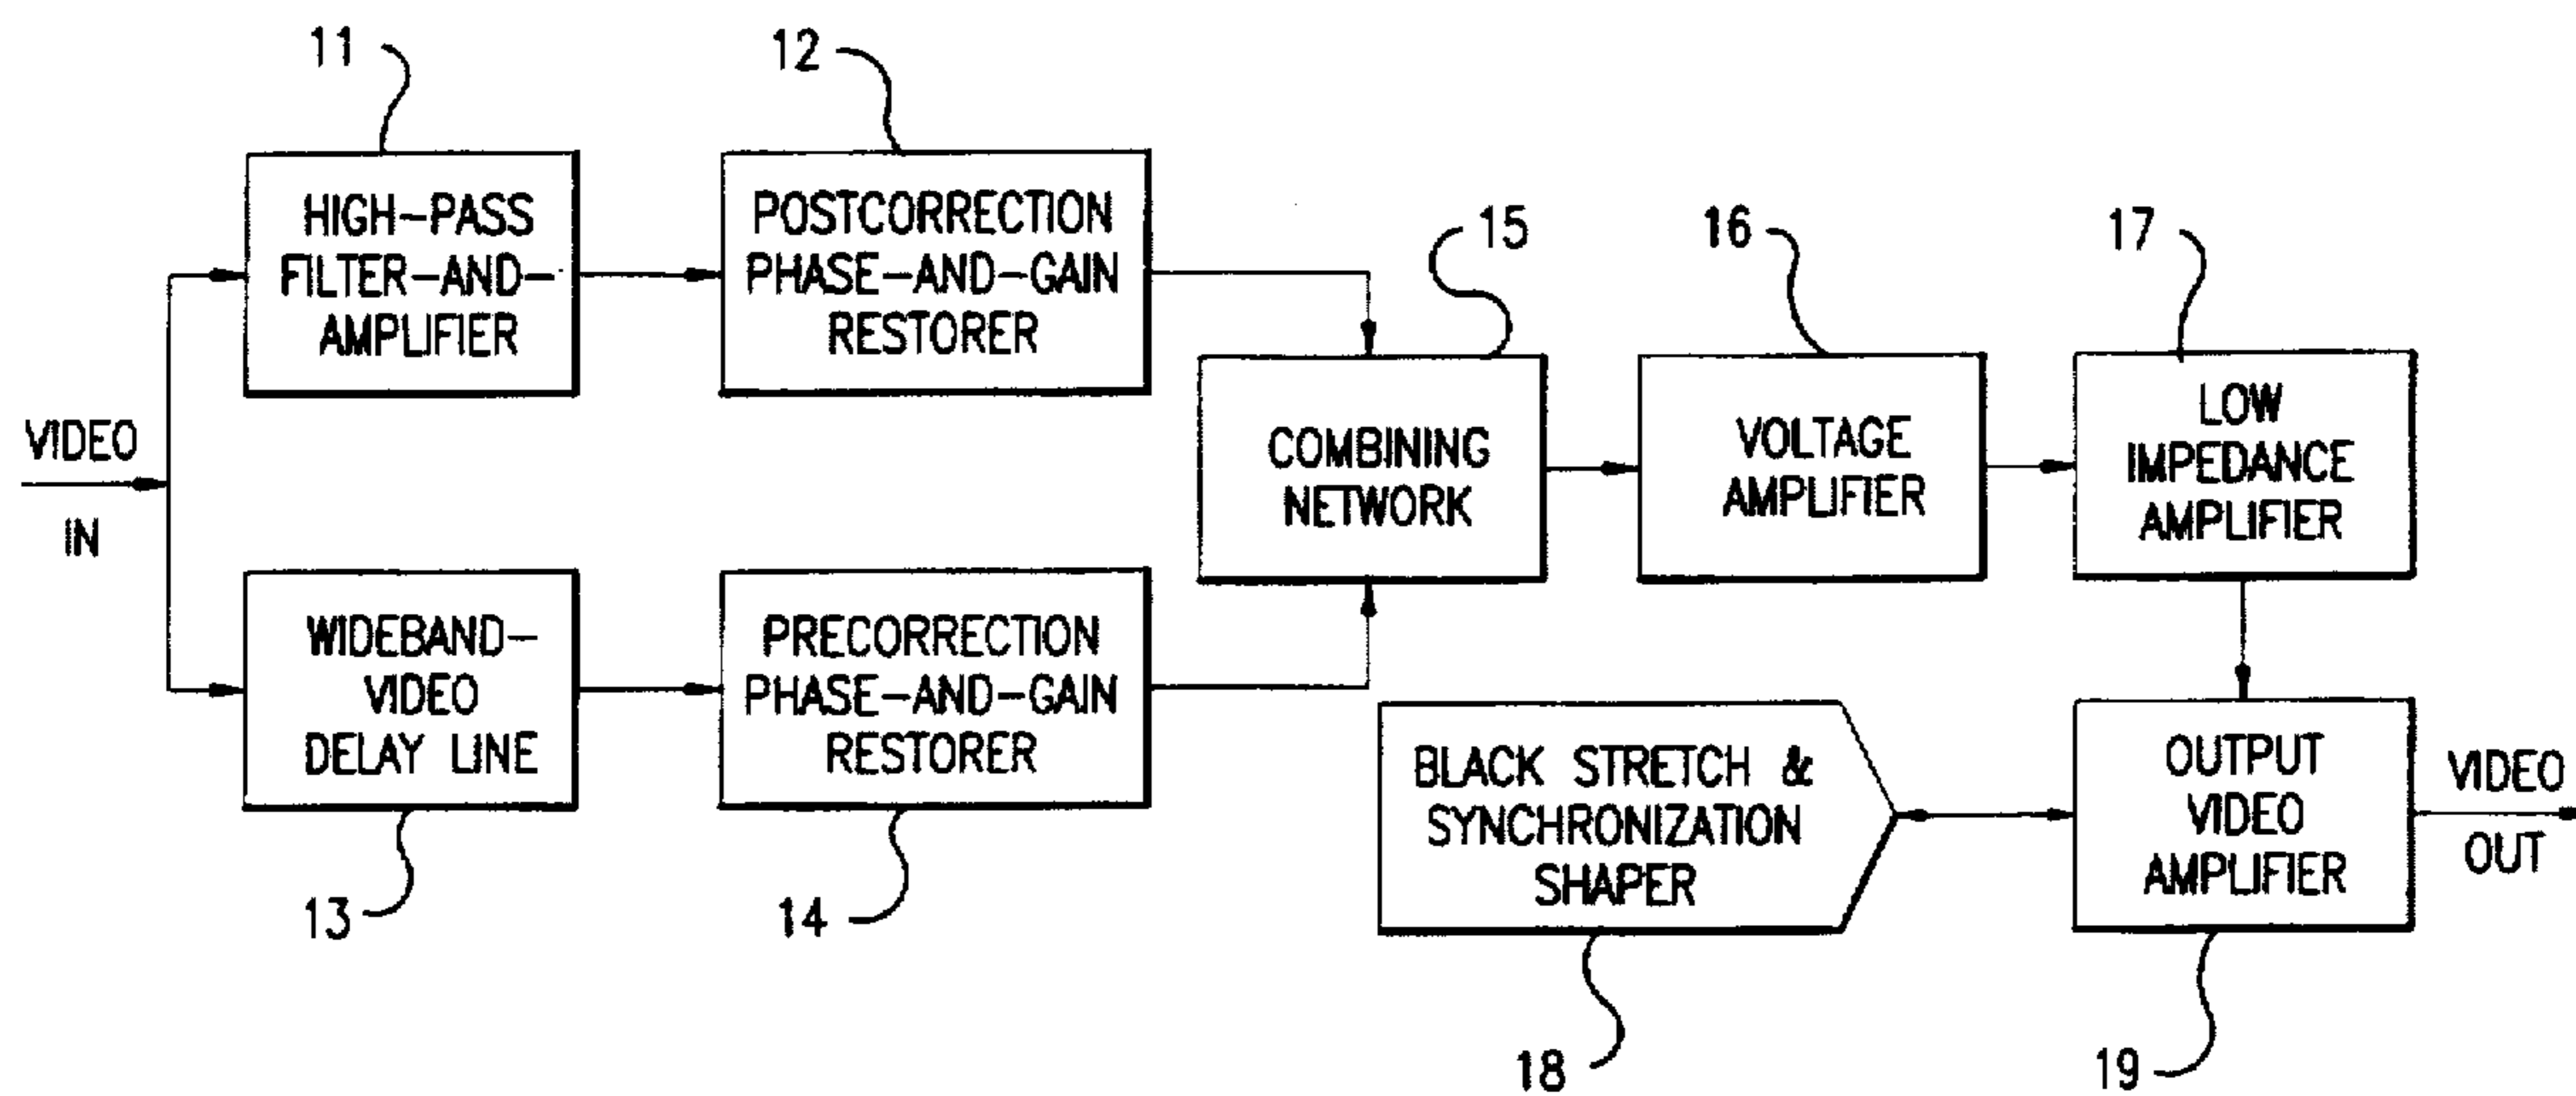 11
12
HIGH-PASS
FILTER-AND-
AMPLIFIER
POSTCORRECTION
PHASE-AND-GAIN
RESTORER
15
16
17
VIDEO
IN
COMBINING
NETWORK
VOLTAGE
AMPLIFIER
LOW
IMPEDANCE
AMPLIFIER
WIDEBAND-
VIDEO
DELAY LINE
PRECORRECTION
PHASE-AND-GAIN
RESTORER
BLACK STRETCH &
SYNCHRONIZATION
SHAPER
OUTPUT
VIDEO
AMPLIFIER
VIDEO
OUT
13
14
18
19